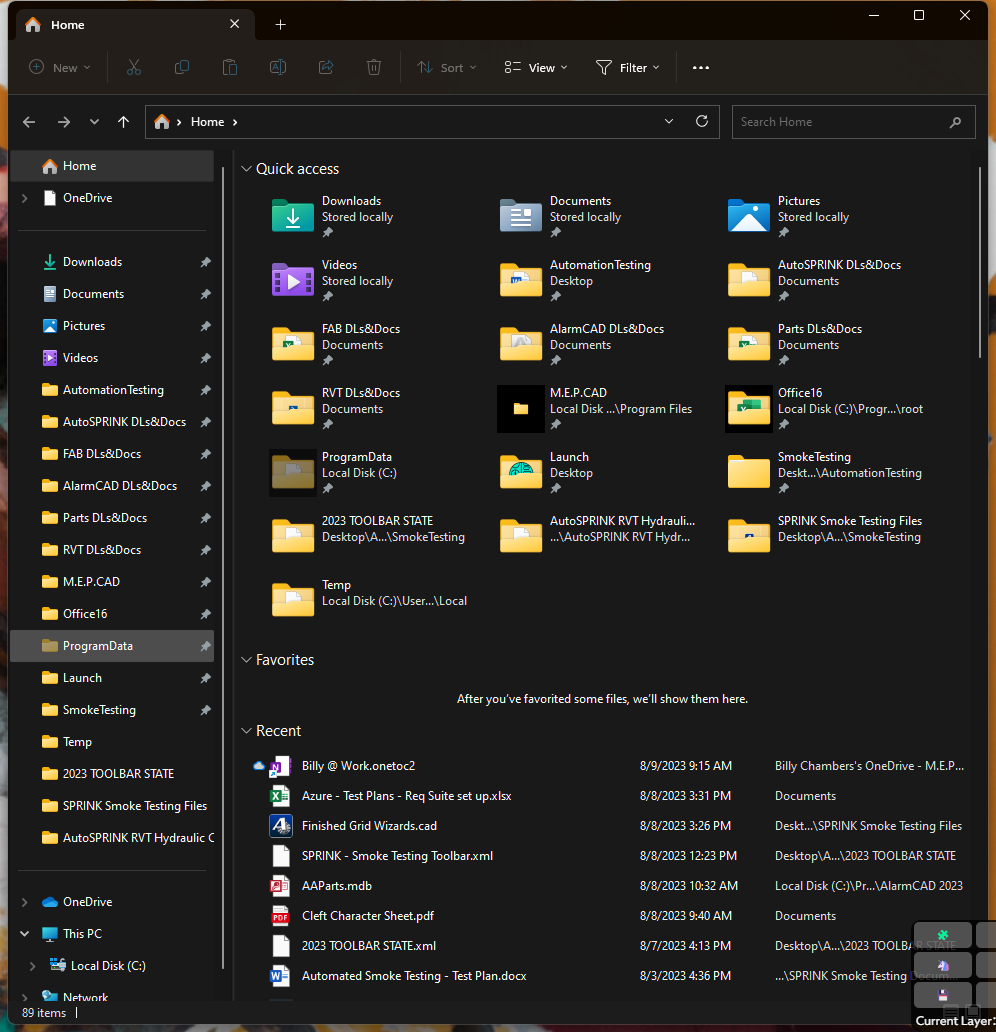 Home
New
Sort
View
Filter
Home
Search Home
Home
OneDrive
Downloads
Documents
Pictures
Videos
AutomationTesting
AutoSPRINK DLs&Docs
FAB DLs&Docs
AlarmCAD DLs&Docs
Parts DLs&Docs
RVT DLs&Docs
M.E.P.CAD
Office16
ProgramData
Launch
SmokeTesting
Temp
2023 TOOLBAR STATE
SPRINK Smoke Testing Files
AutoSPRINK RVT Hydraulic C
OneDrive
This PC
Local Disk (C:)
Network
Quick access
Downloads
Stored locally
Documents
Stored locally
Pictures
Stored locally
Videos
Stored locally
AutomationTesting
Desktop
AutoSPRINK DLs&Docs
Documents
FAB DLs&Docs
Documents
AlarmCAD DLs&Docs
Documents
Parts DLs&Docs
Documents
RVT DLs&Docs
Documents
M.E.P.CAD
Local Disk ...\Program Files
Office16
Local Disk (C:)\Progr...\root
ProgramData
Local Disk (C:)
Launch
Desktop
SmokeTesting
Deskt...\AutomationTesting
2023 TOOLBAR STATE
Desktop\A...\SmokeTesting
AutoSPRINK RVT Hydrauli...
...\AutoSPRINK RVT Hydr...
SPRINK Smoke Testing Files
Desktop\A...\SmokeTesting
Temp
Local Disk (C:)\User...\Local
Favorites
After you've favorited some files, we'll show them here.
Recent
Billy @ Work.onetoc2 8/9/2023 9:15 AM Billy Chambers's OneDrive - M.E.P...
Azure - Test Plans - Req Suite set up.xlsx 8/8/2023 3:31 PM Documents
Finished Grid Wizards.cad 8/8/2023 3:26 PM Deskt...\SPRINK Smoke Testing Files
SPRINK - Smoke Testing Toolbar.xml 8/8/2023 12:23 PM Desktop\A...\2023 TOOLBAR STATE
AAParts.mdb 8/8/2023 10:32 AM Local Disk (C:)\Pr...\AlarmCAD 2023
Cleft Character Sheet.pdf 8/8/2023 9:40 AM Documents
2023 TOOLBAR STATE.xml 8/7/2023 4:13 PM Desktop\A...\2023 TOOLBAR STATE
Automated Smoke Testing - Test Plan.docx 8/3/2023 4:36 PM ...\SPRINK Smoke Testing Docum...
89 items
Current Layer: